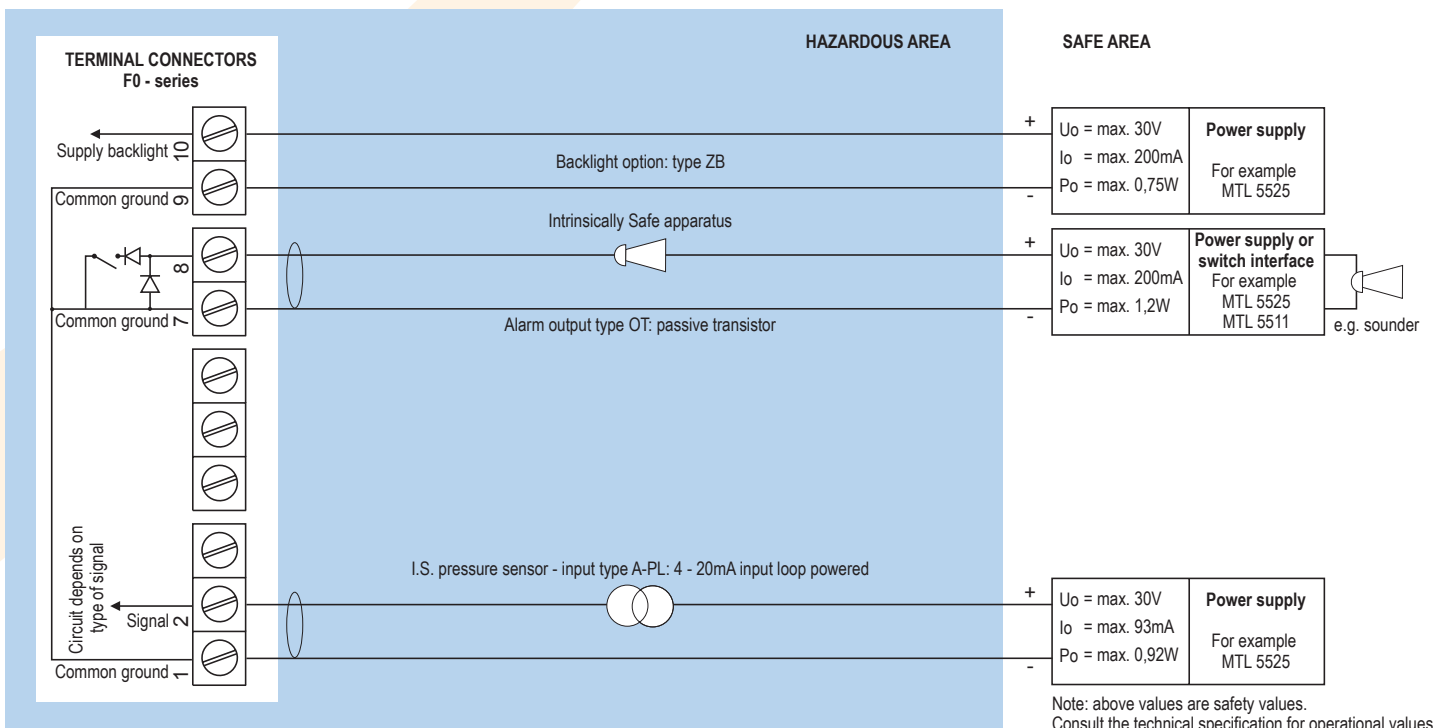 HAZARDOUS AREA
SAFE AREA
TERMINAL CONNECTORS
F0 - series
Supply backlight 10
Backlight option: type ZB
Common ground 9
+
-
Uo = max. 30V
Io = max. 200mA
Po = max. 0,75W
Power supply
For example
MTL 5525
Intrinsically Safe apparatus
8
Common ground 7
Alarm output type OT: passive transistor
+
-
Uo = max. 30V
Io = max. 200mA
Po = max. 1,2W
Power supply or
switch interface
For example
MTL 5525
MTL 5511
e.g. sounder
Circuit depends on
type of signal
I.S. pressure sensor - input type A-PL: 4 - 20mA input loop powered
Signal 2
Common ground 1
+
-
Uo = max. 30V
Io = max. 93mA
Po = max. 0,92W
Power supply
For example
MTL 5525
Note: above values are safety values.
Consult the technical specification for operational values